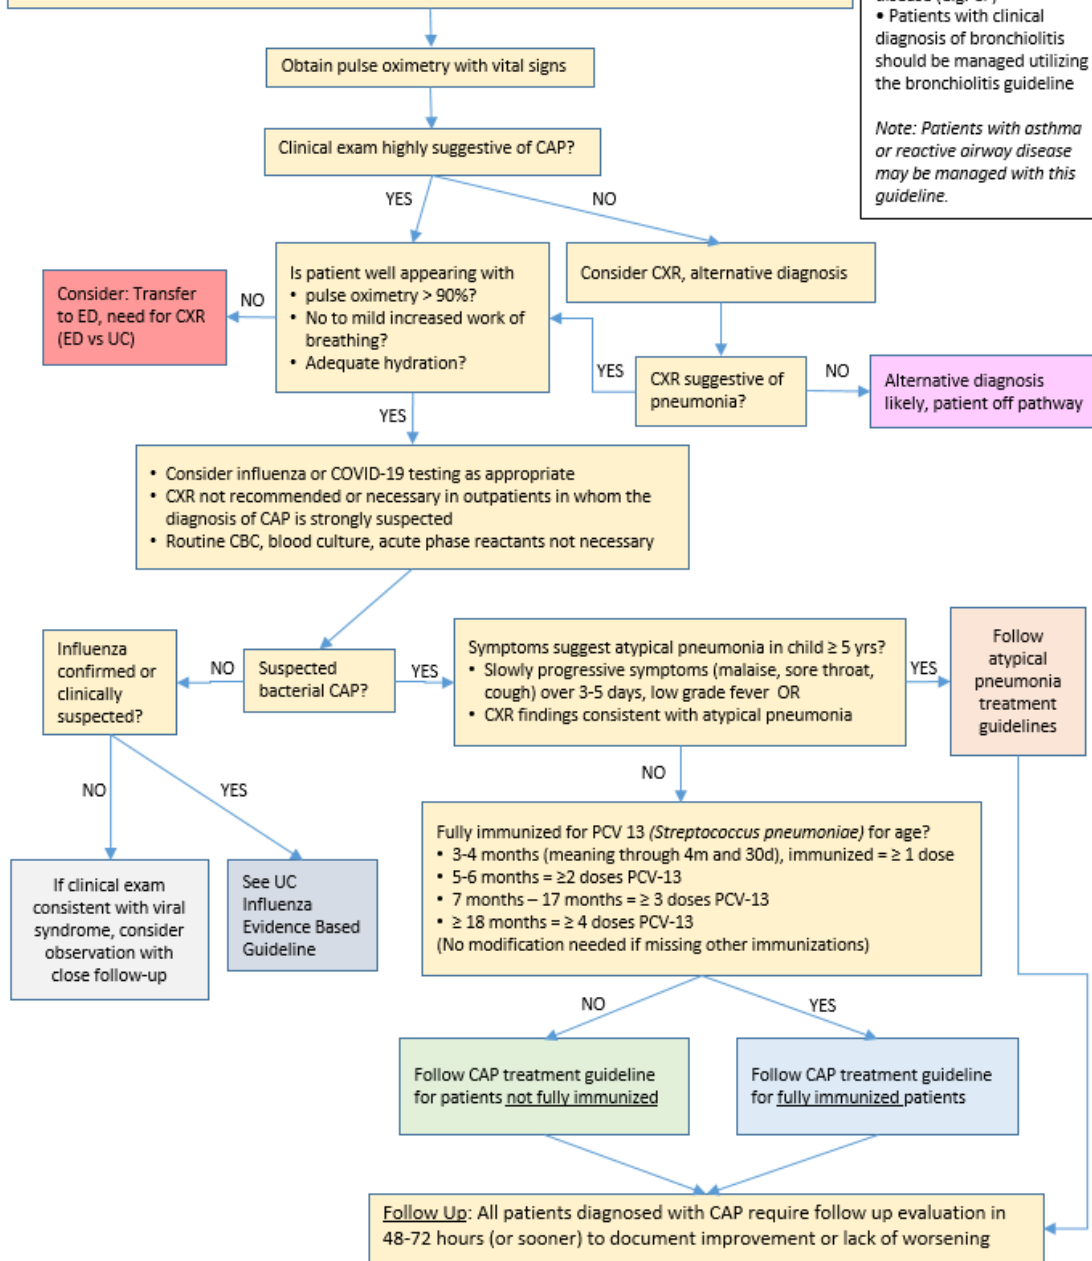 • Patients with clinical
diagnosis of bronchiolitis
should be managed utilizing
the bronchiolitis guideline
Note: Patients with asthma
or reactive airway disease
may be managed with this
guideline.
Obtain pulse oximetry with vital signs
Clinical exam highly suggestive of CAP?
YES
NO
Is patient well appearing with
• pulse oximetry > 90%?
• No to mild increased work of
breathing?
• Adequate hydration?
Consider CXR, alternative diagnosis
NO
Consider: Transfer
to ED, need for CXR
(ED vs UC)
YES
CXR suggestive of
pneumonia?
NO
Alternative diagnosis
likely, patient off pathway
YES
• Consider influenza or COVID-19 testing as appropriate
• CXR not recommended or necessary in outpatients in whom the
diagnosis of CAP is strongly suspected
• Routine CBC, blood culture, acute phase reactants not necessary
Influenza
confirmed or
clinically
suspected?
NO
Suspected
bacterial CAP?
YES
Symptoms suggest atypical pneumonia in child ≥ 5 yrs?
• Slowly progressive symptoms (malaise, sore throat,
cough) over 3-5 days, low grade fever OR
• CXR findings consistent with atypical pneumonia
YES
Follow
atypical
pneumonia
treatment
guidelines
NO
YES
NO
If clinical exam
consistent with viral
syndrome, consider
observation with
close follow-up
See UC
Influenza
Evidence Based
Guideline
Fully immunized for PCV 13 (Streptococcus pneumoniae) for age?
• 3-4 months (meaning through 4m and 30d), immunized = ≥ 1 dose
• 5-6 months = ≥2 doses PCV-13
• 7 months – 17 months = ≥ 3 doses PCV-13
• ≥ 18 months = ≥ 4 doses PCV-13
(No modification needed if missing other immunizations)
NO
YES
Follow CAP treatment guideline
for patients not fully immunized
Follow CAP treatment guideline
for fully immunized patients
Follow Up: All patients diagnosed with CAP require follow up evaluation in
48-72 hours (or sooner) to document improvement or lack of worsening